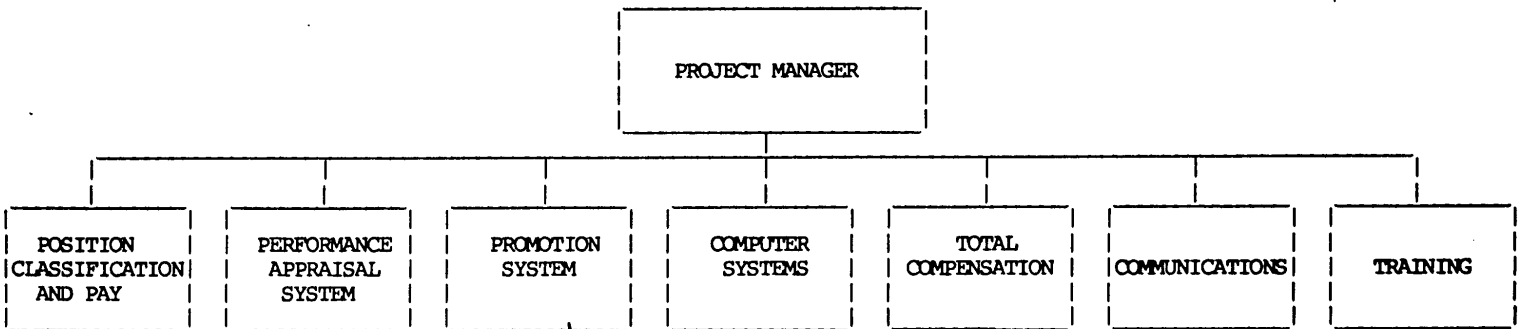 PROJECT MANAGER
POSITION
CLASSIFICATION
AND PAY
PERFORMANCE
APPRAISAL
SYSTEM
PROMOTION
SYSTEM
COMPUTER
SYSTEMS
TOTAL
COMPENSATION
COMMUNICATIONS
TRAINING